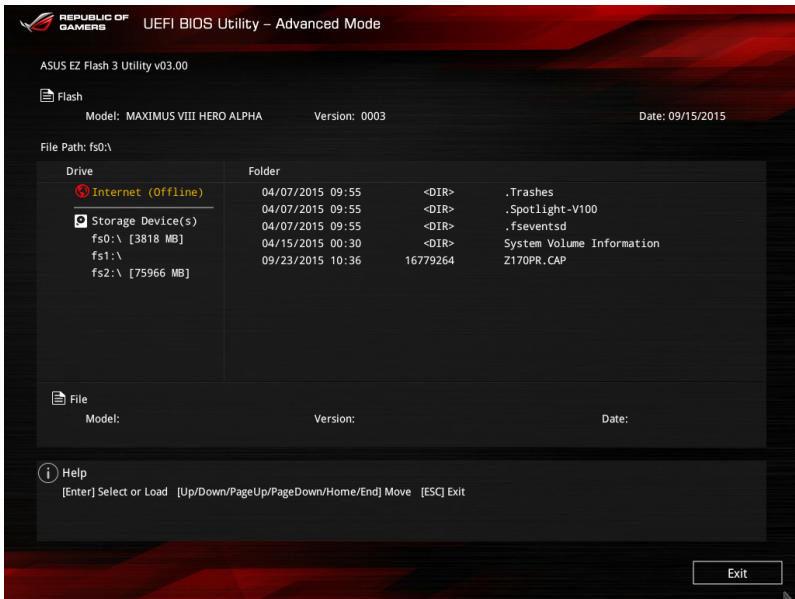 REPUBLIC OF
GAMERS
UEFI BIOS Utility – Advanced Mode
ASUS EZ Flash 3 Utility v03.00
Flash
Model: MAXIMUS VIII HERO ALPHA Version: 0003 Date: 09/15/2015
File Path: fs0:\
Drive Folder
Internet (Offline) 04/07/2015 09:55 <DIR> .Trashes
04/07/2015 09:55 <DIR> .Spotlight-V100
Storage Device(s) 04/07/2015 09:55 <DIR> .fseventsd
fs0:\ [3818 MB] 04/15/2015 00:30 <DIR> System Volume Information
fs1:\ 09/23/2015 10:36 16779264 Z170PR.CAP
fs2:\ [75966 MB]
File
Model: Version: Date:
Help
[Enter] Select or Load [Up/Down/PageUp/PageDown/Home/End] Move [ESC] Exit
Exit